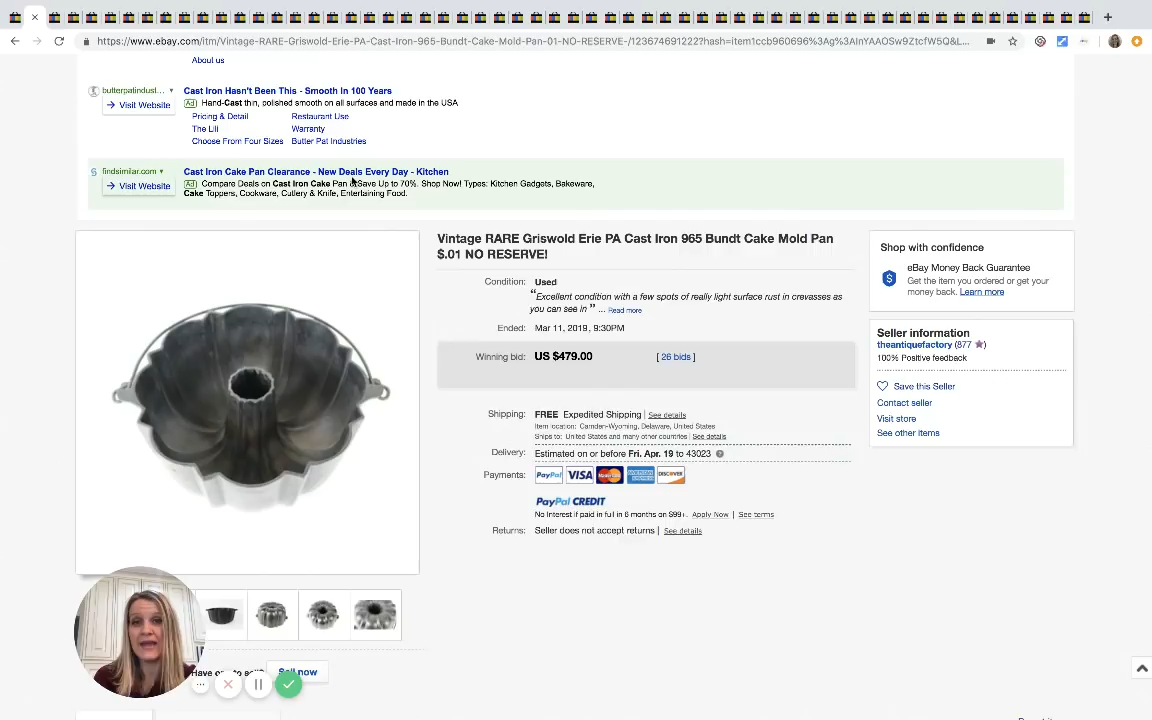 https://www.ebay.com/itm/Vintage-RARE-Griswold-Erie-PA-Cast-Iron-965-Bundt-Cake-Mold-Pan-01-NO-RESERVE-/123674691222?hash=item1ccb960696%3Ag%3AInYAAOSw9ZtcfW5Q&L...
About us
butterpatindust...
Cast Iron Hasn't Been This - Smooth In 100 Years
Visit Website
Ad Hand-Cast thin, polished smooth on all surfaces and made in the USA
Pricing & Detail Restaurant Use
The Lili Warranty
Choose From Four Sizes Butter Pat Industries
findsimilar.com
Cast Iron Cake Pan Clearance - New Deals Every Day - Kitchen
Visit Website
Ad Compare Deals on Cast Iron Cake Pan & Save Up to 70%. Shop Now! Types: Kitchen Gadgets, Bakeware,
Cake Toppers, Cookware, Cutlery & Knife, Entertaining Food.
Vintage RARE Griswold Erie PA Cast Iron 965 Bundt Cake Mold Pan
$.01 NO RESERVE!
Condition: Used
“Excellent condition with a few spots of really light surface rust in crevasses as
you can see in ” ... Read more
Ended: Mar 11, 2019, 9:30PM
Winning bid: US $479.00 [ 26 bids ]
Shipping: FREE Expedited Shipping | See details
Item location: Camden-Wyoming, Delaware, United States
Ships to: United States and many other countries | See details
Delivery: Estimated on or before Fri. Apr. 19 to 43023
Payments: PayPal VISA MasterCard AMERICAN EXPRESS DISCOVER
PayPal CREDIT
No Interest if paid in full in 6 months on $99+. Apply Now | See terms
Returns: Seller does not accept returns | See details
Shop with confidence
eBay Money Back Guarantee
Get the item you ordered or get your
money back. Learn more
Seller information
theantiquefactory (877)
100% Positive feedback
Save this Seller
Contact seller
Visit store
See other items
Have one to sell? Sell now